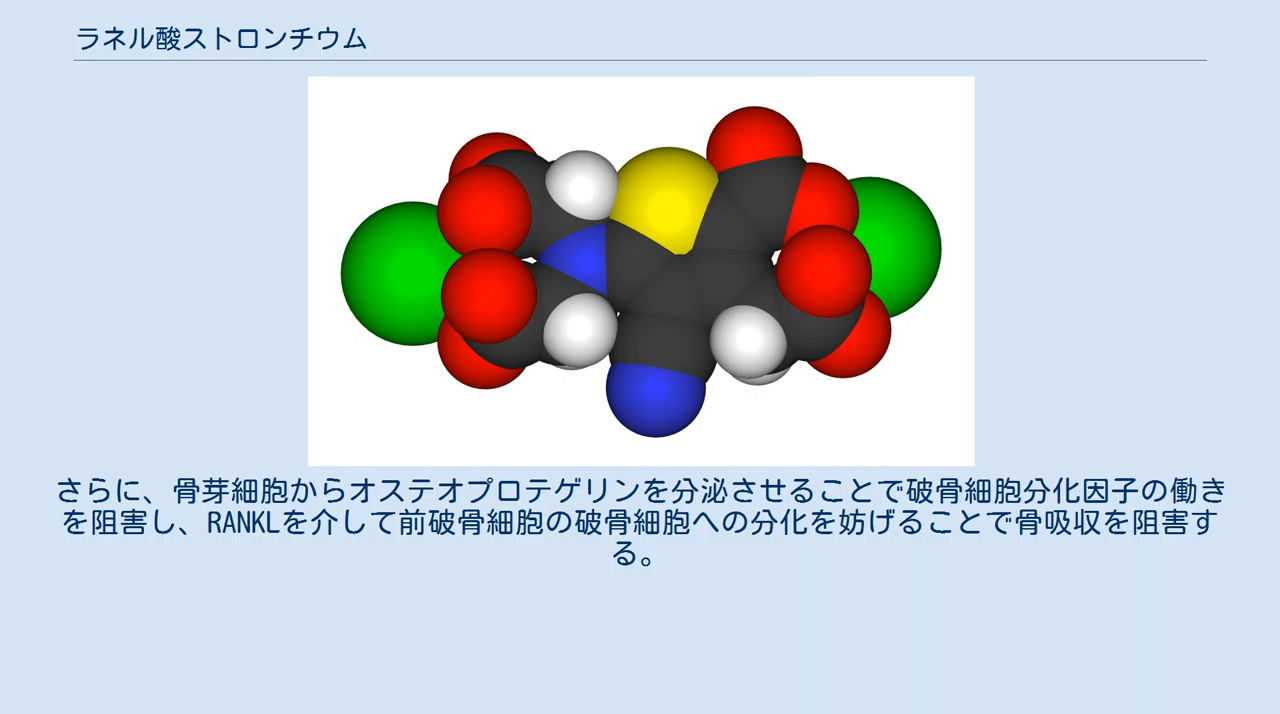 ラネル酸ストロンチウム
さらに、骨芽細胞からオステオプロテゲリンを分泌させることで破骨細胞分化因子の働き
を阻害し、RANKLを介して前破骨細胞の破骨細胞への分化を妨げることで骨吸収を阻害す
る。